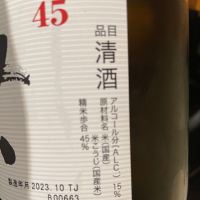 45
品目
清酒
アルコール分(ALC.) 15%
原材料名 米(国産)
米こうじ(国産米)
精米歩合 45%
製造年月 2023.10 TJ
B00663